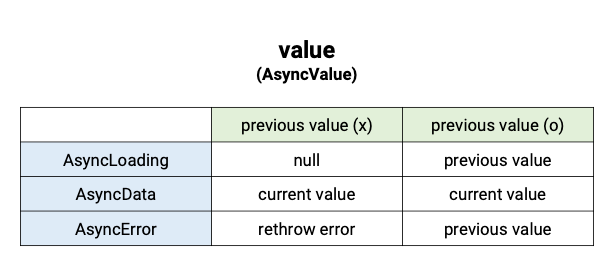 value
(AsyncValue)
previous value (x) previous value (o)
AsyncLoading null previous value
AsyncData current value current value
AsyncError rethrow error previous value